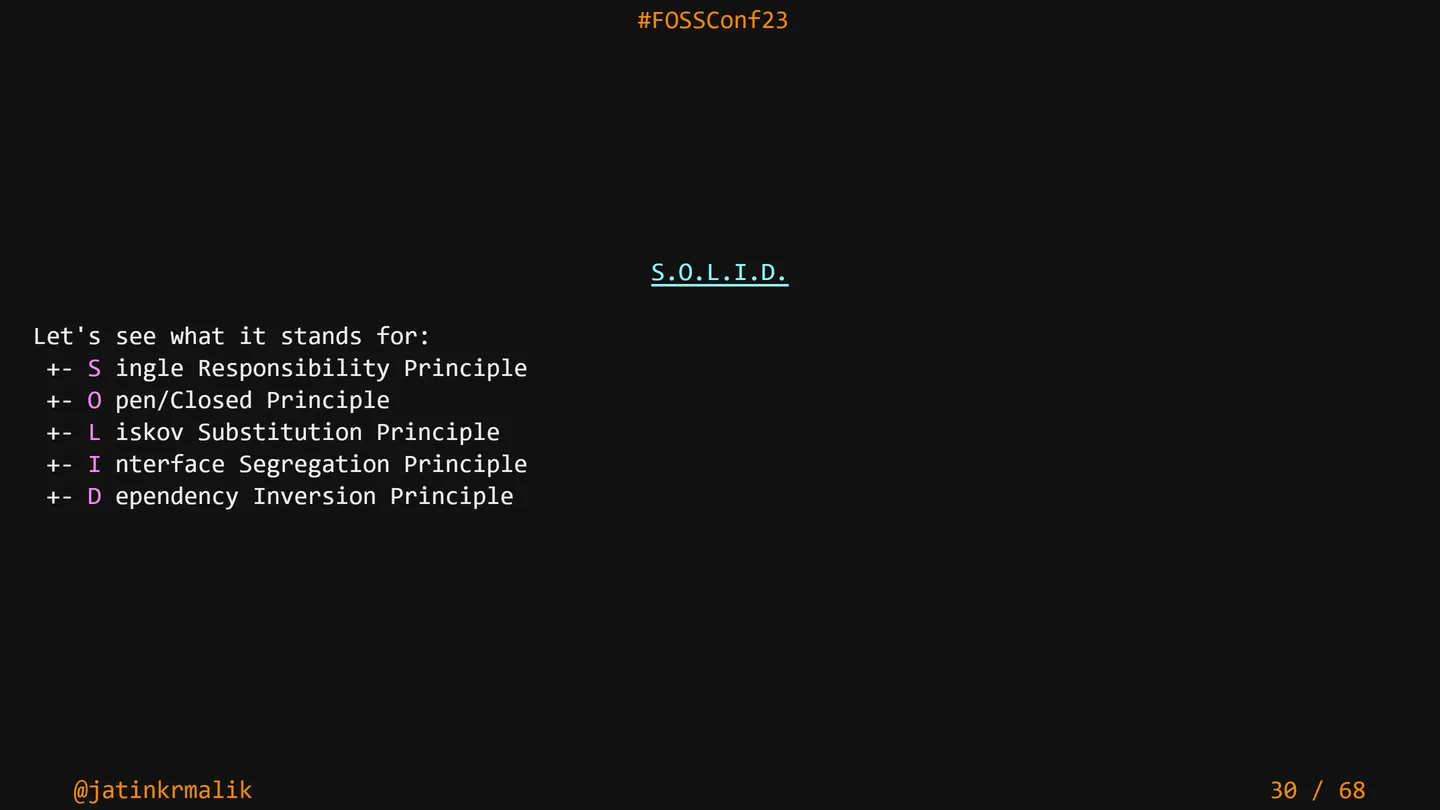 #FOSSConf23
S.O.L.I.D.
Let's see what it stands for:
+- S ingle Responsibility Principle
+- O pen/Closed Principle
+- L iskov Substitution Principle
+- I nterface Segregation Principle
+- D ependency Inversion Principle
@jatinkrmalik
30 / 68